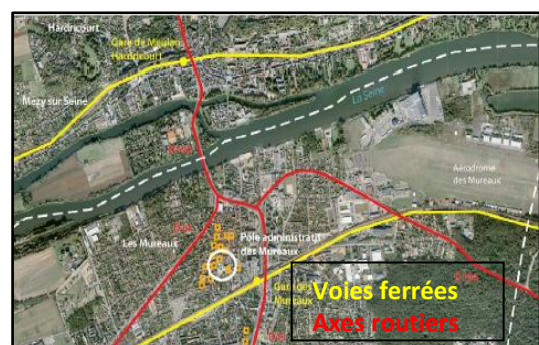 Hardricourt
Gare de Meulan
Hardricourt
Mezy sur Seine
La Seine
Aérodrome
des Mureaux
Les Mureaux
Pôle administratif
des Mureaux
Gare des
Mureaux
Voies ferrées
Axes routiers